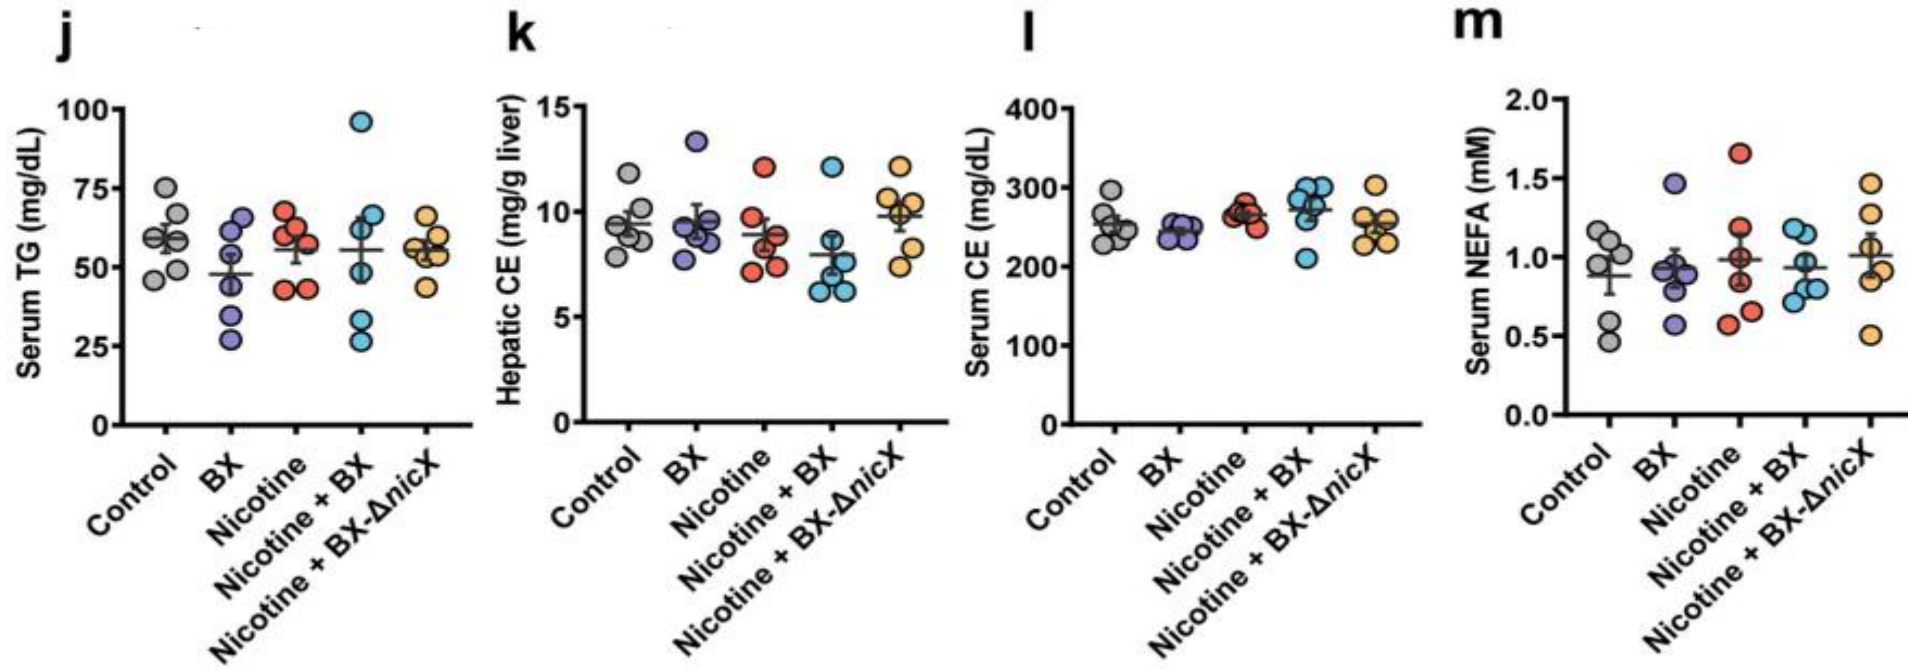 j
Serum TG (mg/dL)
100
75
50
25
0
Control
BX
Nicotine
Nicotine + BX
Nicotine + BX-ΔnicX
k
Hepatic CE (mg/g liver)
15
10
5
0
Control
BX
Nicotine
Nicotine + BX
Nicotine + BX-ΔnicX
l
Serum CE (mg/dL)
400
300
200
100
0
Control
BX
Nicotine
Nicotine + BX
Nicotine + BX-ΔnicX
m
Serum NEFA (mM)
2.0
1.5
1.0
0.5
0.0
Control
BX
Nicotine
Nicotine + BX
Nicotine + BX-ΔnicX